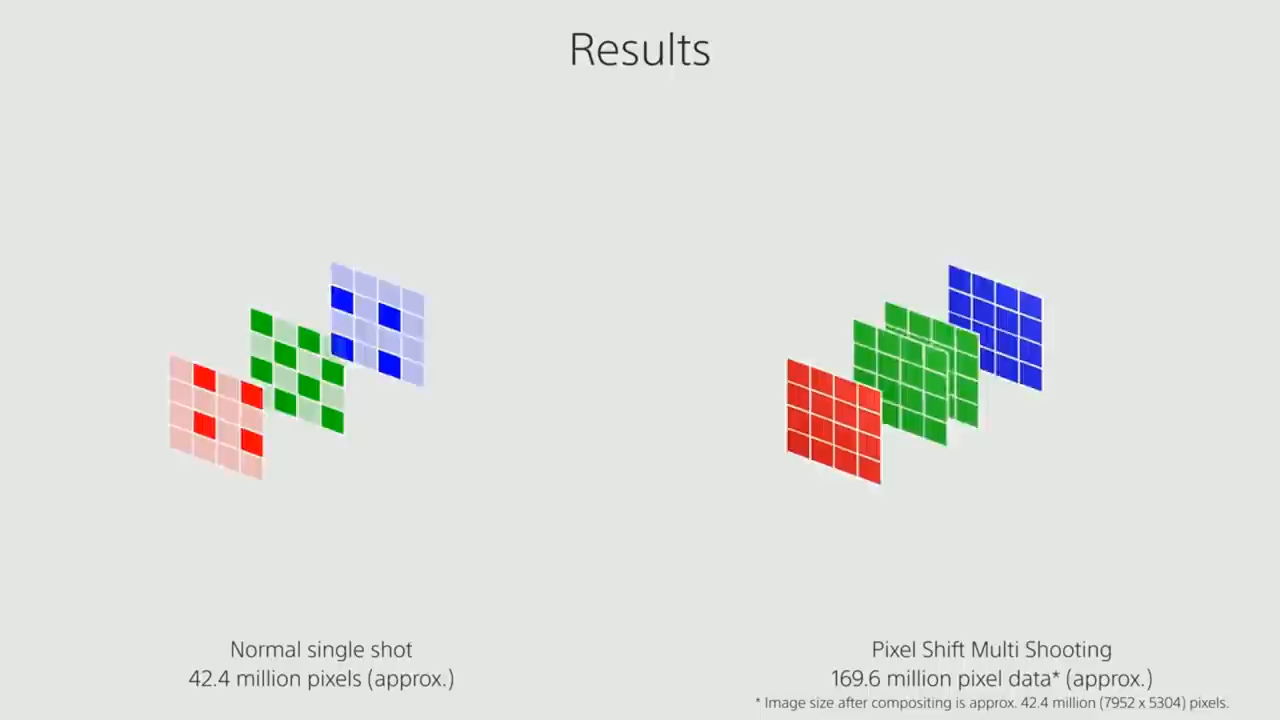 Results
Normal single shot
42.4 million pixels (approx.)
Pixel Shift Multi Shooting
169.6 million pixel data* (approx.)
* Image size after compositing is approx. 42.4 million (7952 x 5304) pixels.